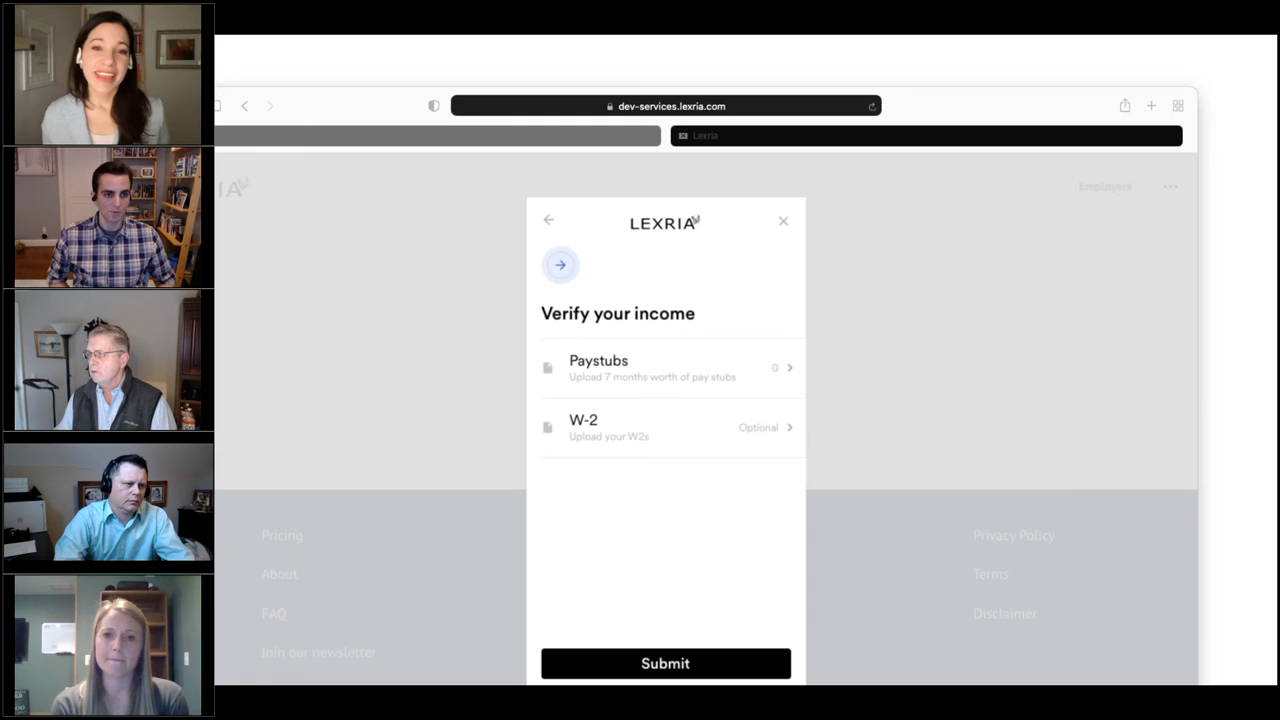 dev-services.lexria.com
Lexria
IA
Employers
LEXRIA
Verify your income
Paystubs
0
Upload 7 months worth of pay stubs
W-2
Optional
Upload your W2s
Submit
Pricing
About
FAQ
Join our newsletter
Privacy Policy
Terms
Disclaimer